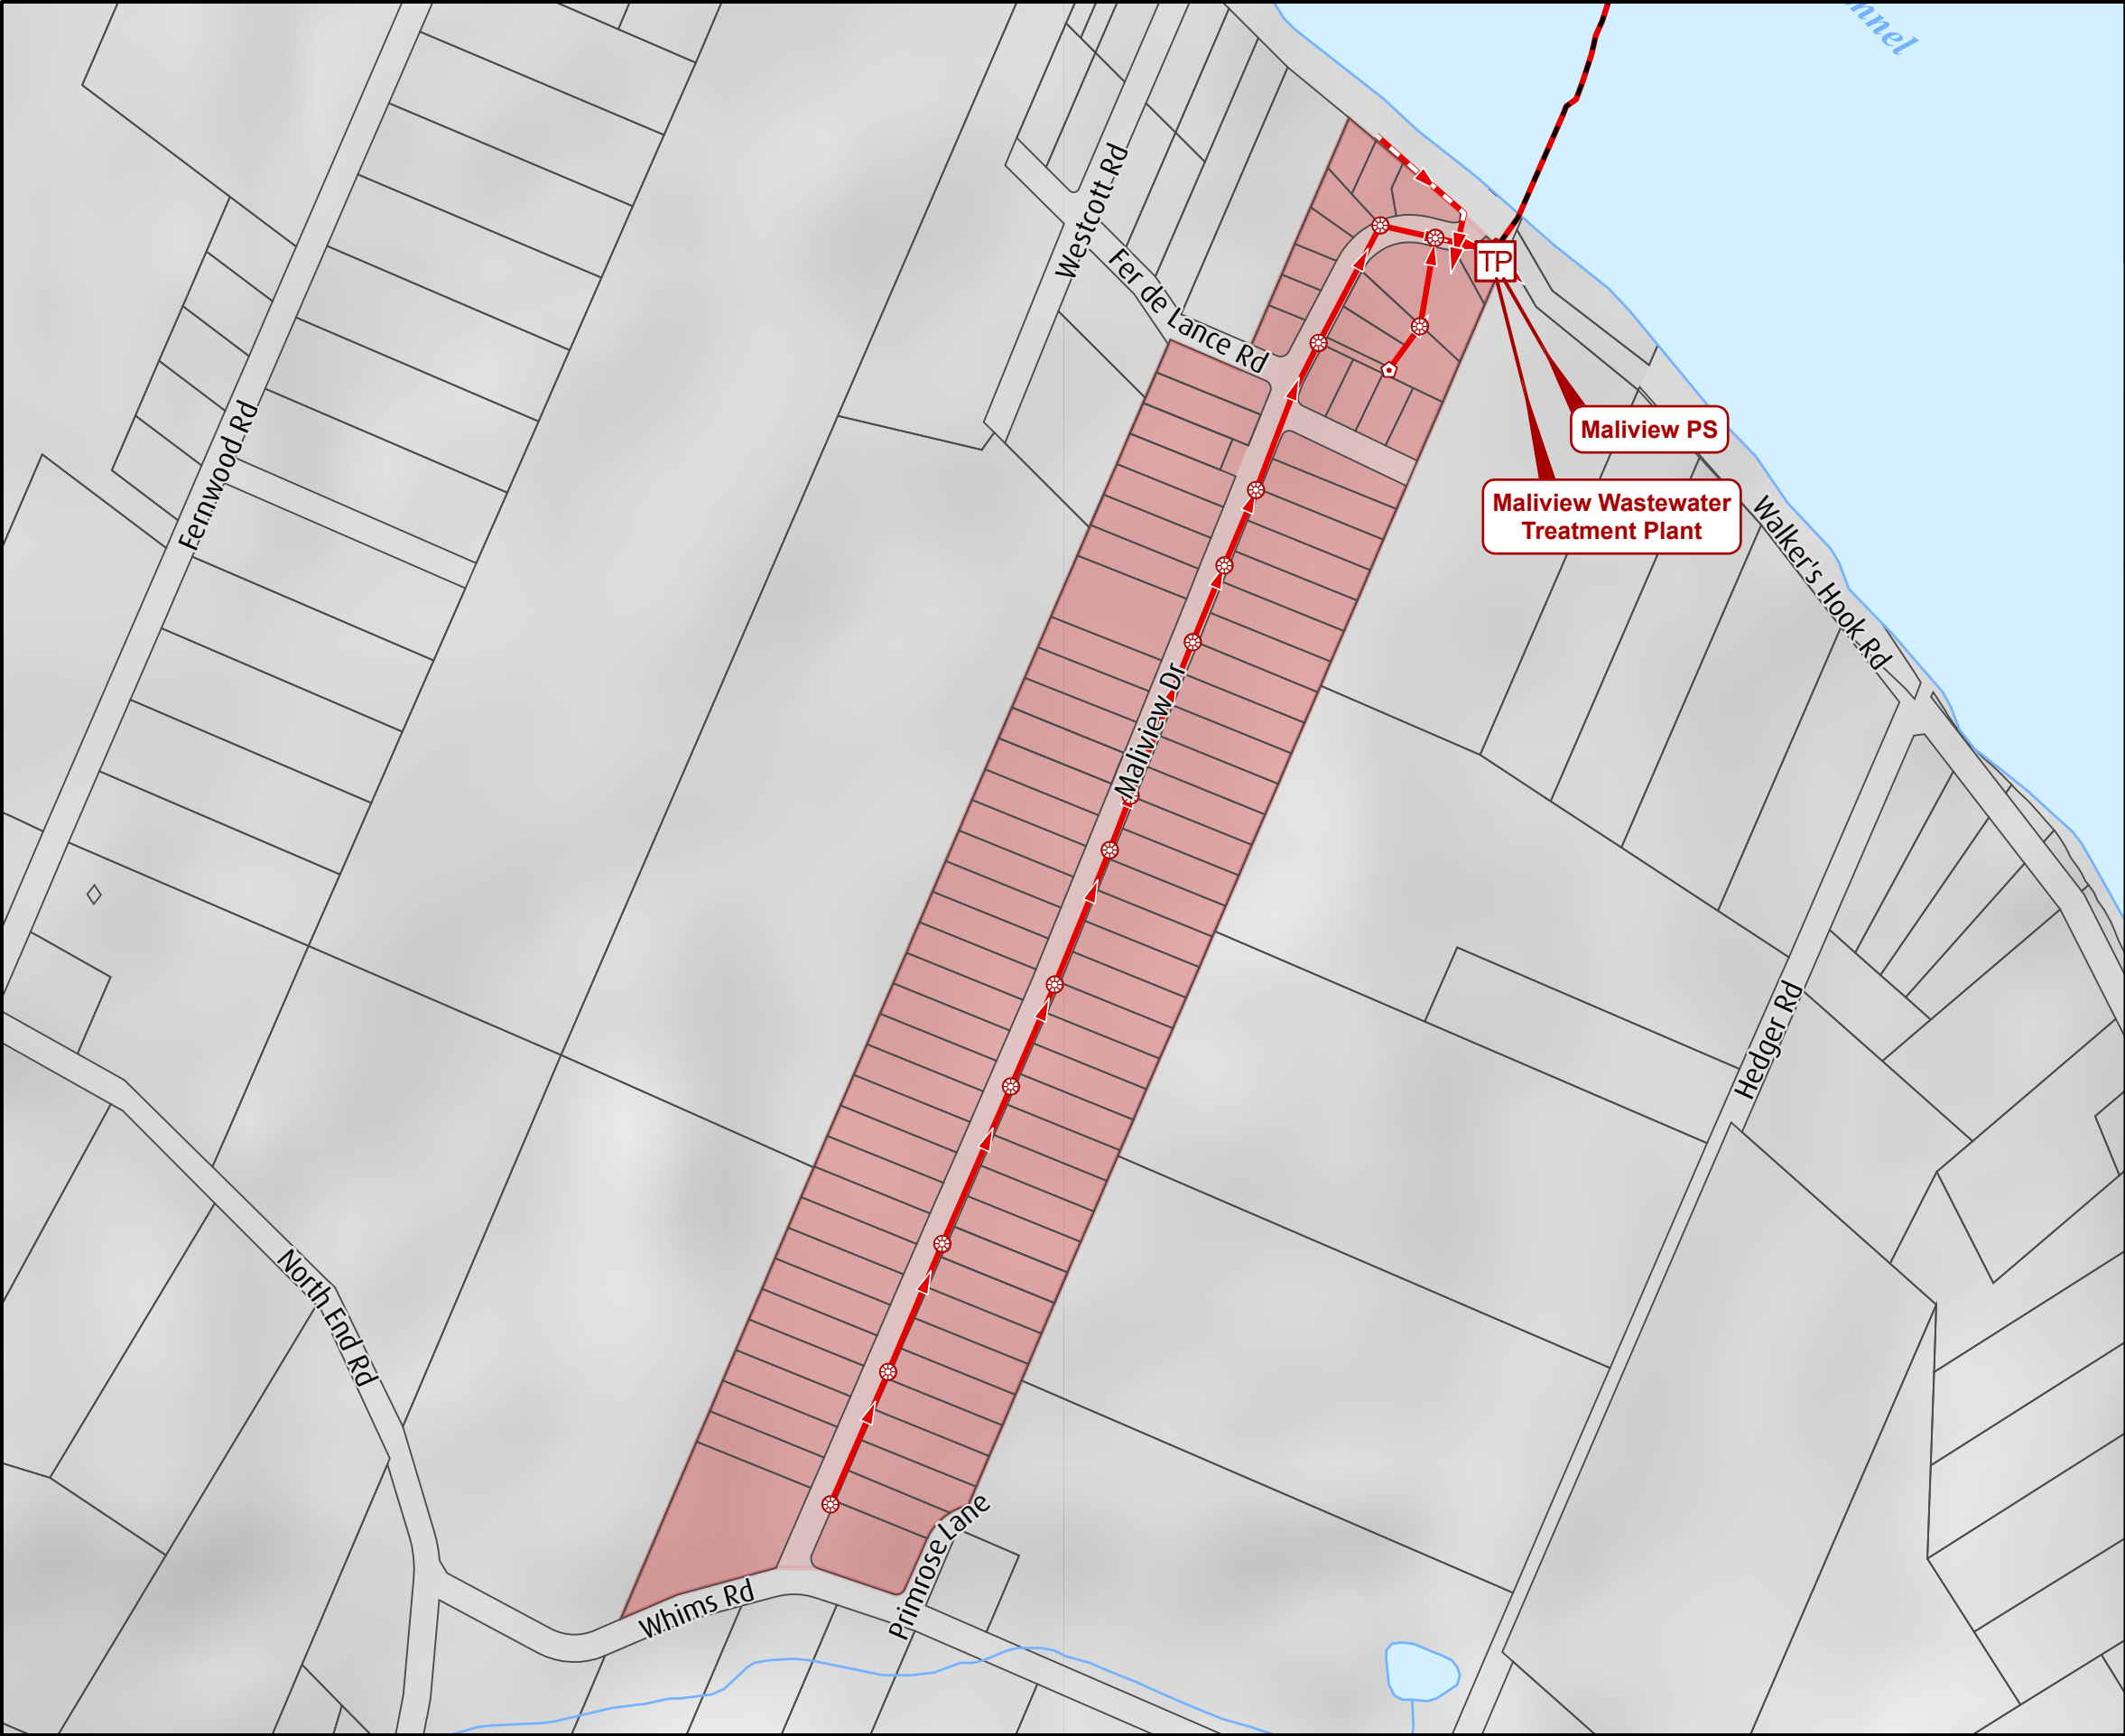 Westcott Rd
Fer de Lance Rd
TP
Fernwood Rd
Maliview PS
Maliview Wastewater
Treatment Plant
Walker's Hook Rd
Maliview Dr
Hedger Rd
North End Rd
Primrose Lane
Whims Rd